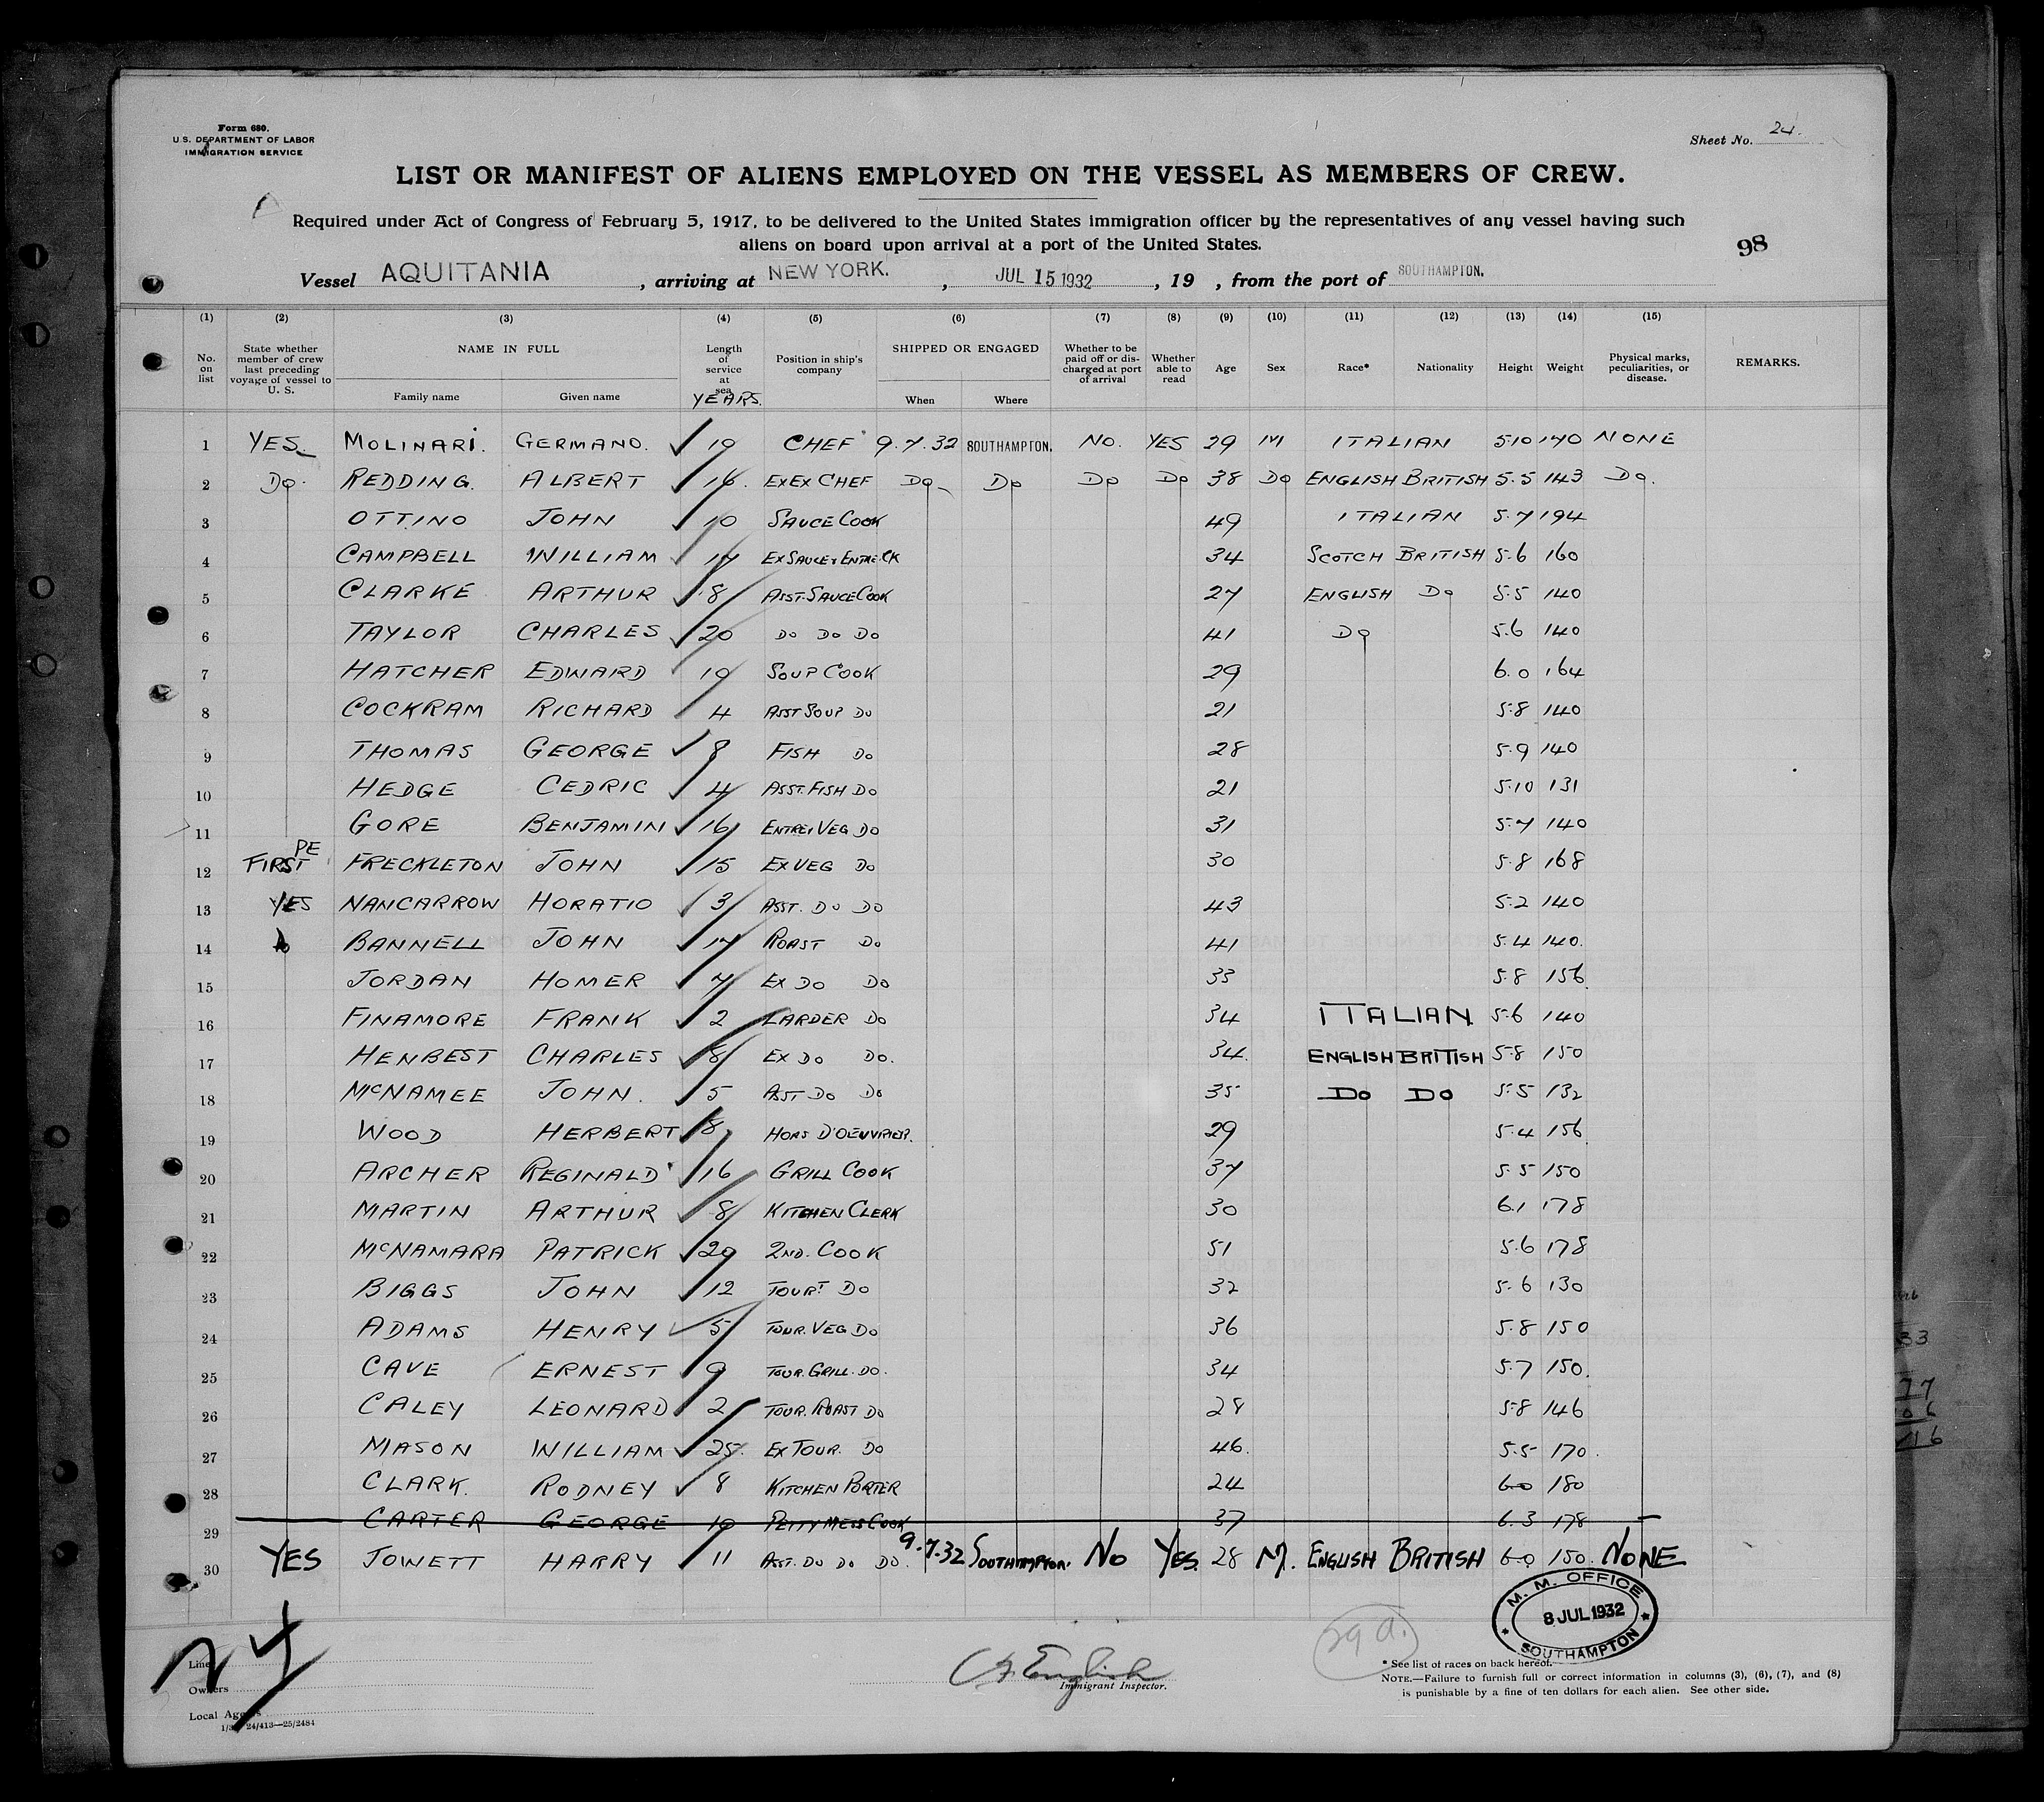 Form 680.
U.S. DEPARTMENT OF LABOR
IMMIGRATION SERVICE
Sheet No. 24.
LIST OR MANIFEST OF ALIENS EMPLOYED ON THE VESSEL AS MEMBERS OF CREW.
Required under Act of Congress of February 5, 1917, to be delivered to the United States immigration officer by the representatives of any vessel having such
aliens on board upon arrival at a port of the United States.
98
Vessel AQUITANIA, arriving at NEW YORK., JUL 15 1932, 19 , from the port of SOUTHAMPTON.
(1) (2) (3) (4) (5) (6) (7) (8) (9) (10) (11) (12) (13) (14) (15)
No. on list State whether member of crew last preceding voyage of vessel to U. S. NAME IN FULL Family name Given name Length of service at sea YEARS. Position in ship's company SHIPPED OR ENGAGED When Where Whether to be paid off or discharged at port of arrival Whether able to read Age Sex Race* Nationality Height Weight Physical marks, peculiarities, or disease. REMARKS.
1 YES MOLINARI. GERMANO. 19 CHEF 9.7.32 SOUTHAMPTON. NO. YES 29 M ITALIAN 5.10 140 NONE
2 Do. REDDING. ALBERT 16. EXEX CHEF Do Do Do Do 38 Do ENGLISH BRITISH 5.5 143 Do.
3 OTTINO JOHN 10 SAUCE COOK 49 ITALIAN 5.7 194
4 CAMPBELL WILLIAM 17 EX SAUCE & ENTRE CK 34 SCOTCH BRITISH 5.6 160
5 CLARKE ARTHUR 8 ASST. SAUCE COOK 27 ENGLISH Do 5.5 140
6 TAYLOR CHARLES 20 Do Do Do 41 Do 5.6 140
7 HATCHER EDWARD 10 SOUP COOK 29 6.0 164
8 COCKRAM RICHARD 4 ASST SOUP Do 21 5.8 140
9 THOMAS GEORGE 8 FISH Do 28 5.9 140
10 HEDGE CEDRIC 4 ASST. FISH Do 21 5.10 131
11 GORE BENJAMIN 16 ENTRE & VEG Do 31 5.7 140
PE
12 FIRST FRECKLETON JOHN 15 EX VEG Do 30 5.8 168
13 YES NANCARROW HORATIO 3 ASST. Do Do 43 5.2 140
14 Do BANNELL JOHN 17 ROAST Do 41 5.4 140.
15 JORDAN HOMER 7 EX Do Do 33 5.8 156
16 FINAMORE FRANK 2 LARDER Do 34 ITALIAN 5.6 140
17 HENBEST CHARLES 8 EX Do Do. 34. ENGLISH BRITISH 5.8 150
18 McNAMEE JOHN. 5 ASST Do Do 35 Do Do 5.5 132
19 WOOD HERBERT 8 HORS D'OEUVRIER. 29 5.4 156
20 ARCHER REGINALD 16 GRILL COOK 37 5.5 150
21 MARTIN ARTHUR 8 KITCHEN CLERK 30 6.1 178
22 McNAMARA PATRICK 20 2ND. COOK 51 5.6 178
23 BIGGS JOHN 12 TOURT Do 32 5.6 130
24 ADAMS HENRY 5 TOUR. VEG Do 36 5.8 150
25 CAVE ERNEST 9 TOUR. GRILL. DO. 34 5.7 150.
26 CALEY LEONARD 2 TOUR. ROAST Do 28 5.8 146
27 MASON WILLIAM 25. EX TOUR. Do 46. 5.5 170.
28 CLARK. RODNEY 8 KITCHEN PORTER 24 6.0 180
29 CARTER GEORGE 10 PETTY MESS COOK 37 6.3 178
30 YES JOWETT HARRY 11 ASST. Do Do Do. 9.7.32 SOUTHAMPTON. NO YES. 28 M. ENGLISH BRITISH 6.0 150. NONE
M. M. OFFICE
8 JUL 1932
SOUTHAMPTON
24
29 a.
Line
Owners
Local Agents
English
Immigrant Inspector.
* See list of races on back hereof.
NOTE.—Failure to furnish full or correct information in columns (3), (6), (7), and (8)
is punishable by a fine of ten dollars for each alien. See other side.
24/413—25/2484
33
77
06
116